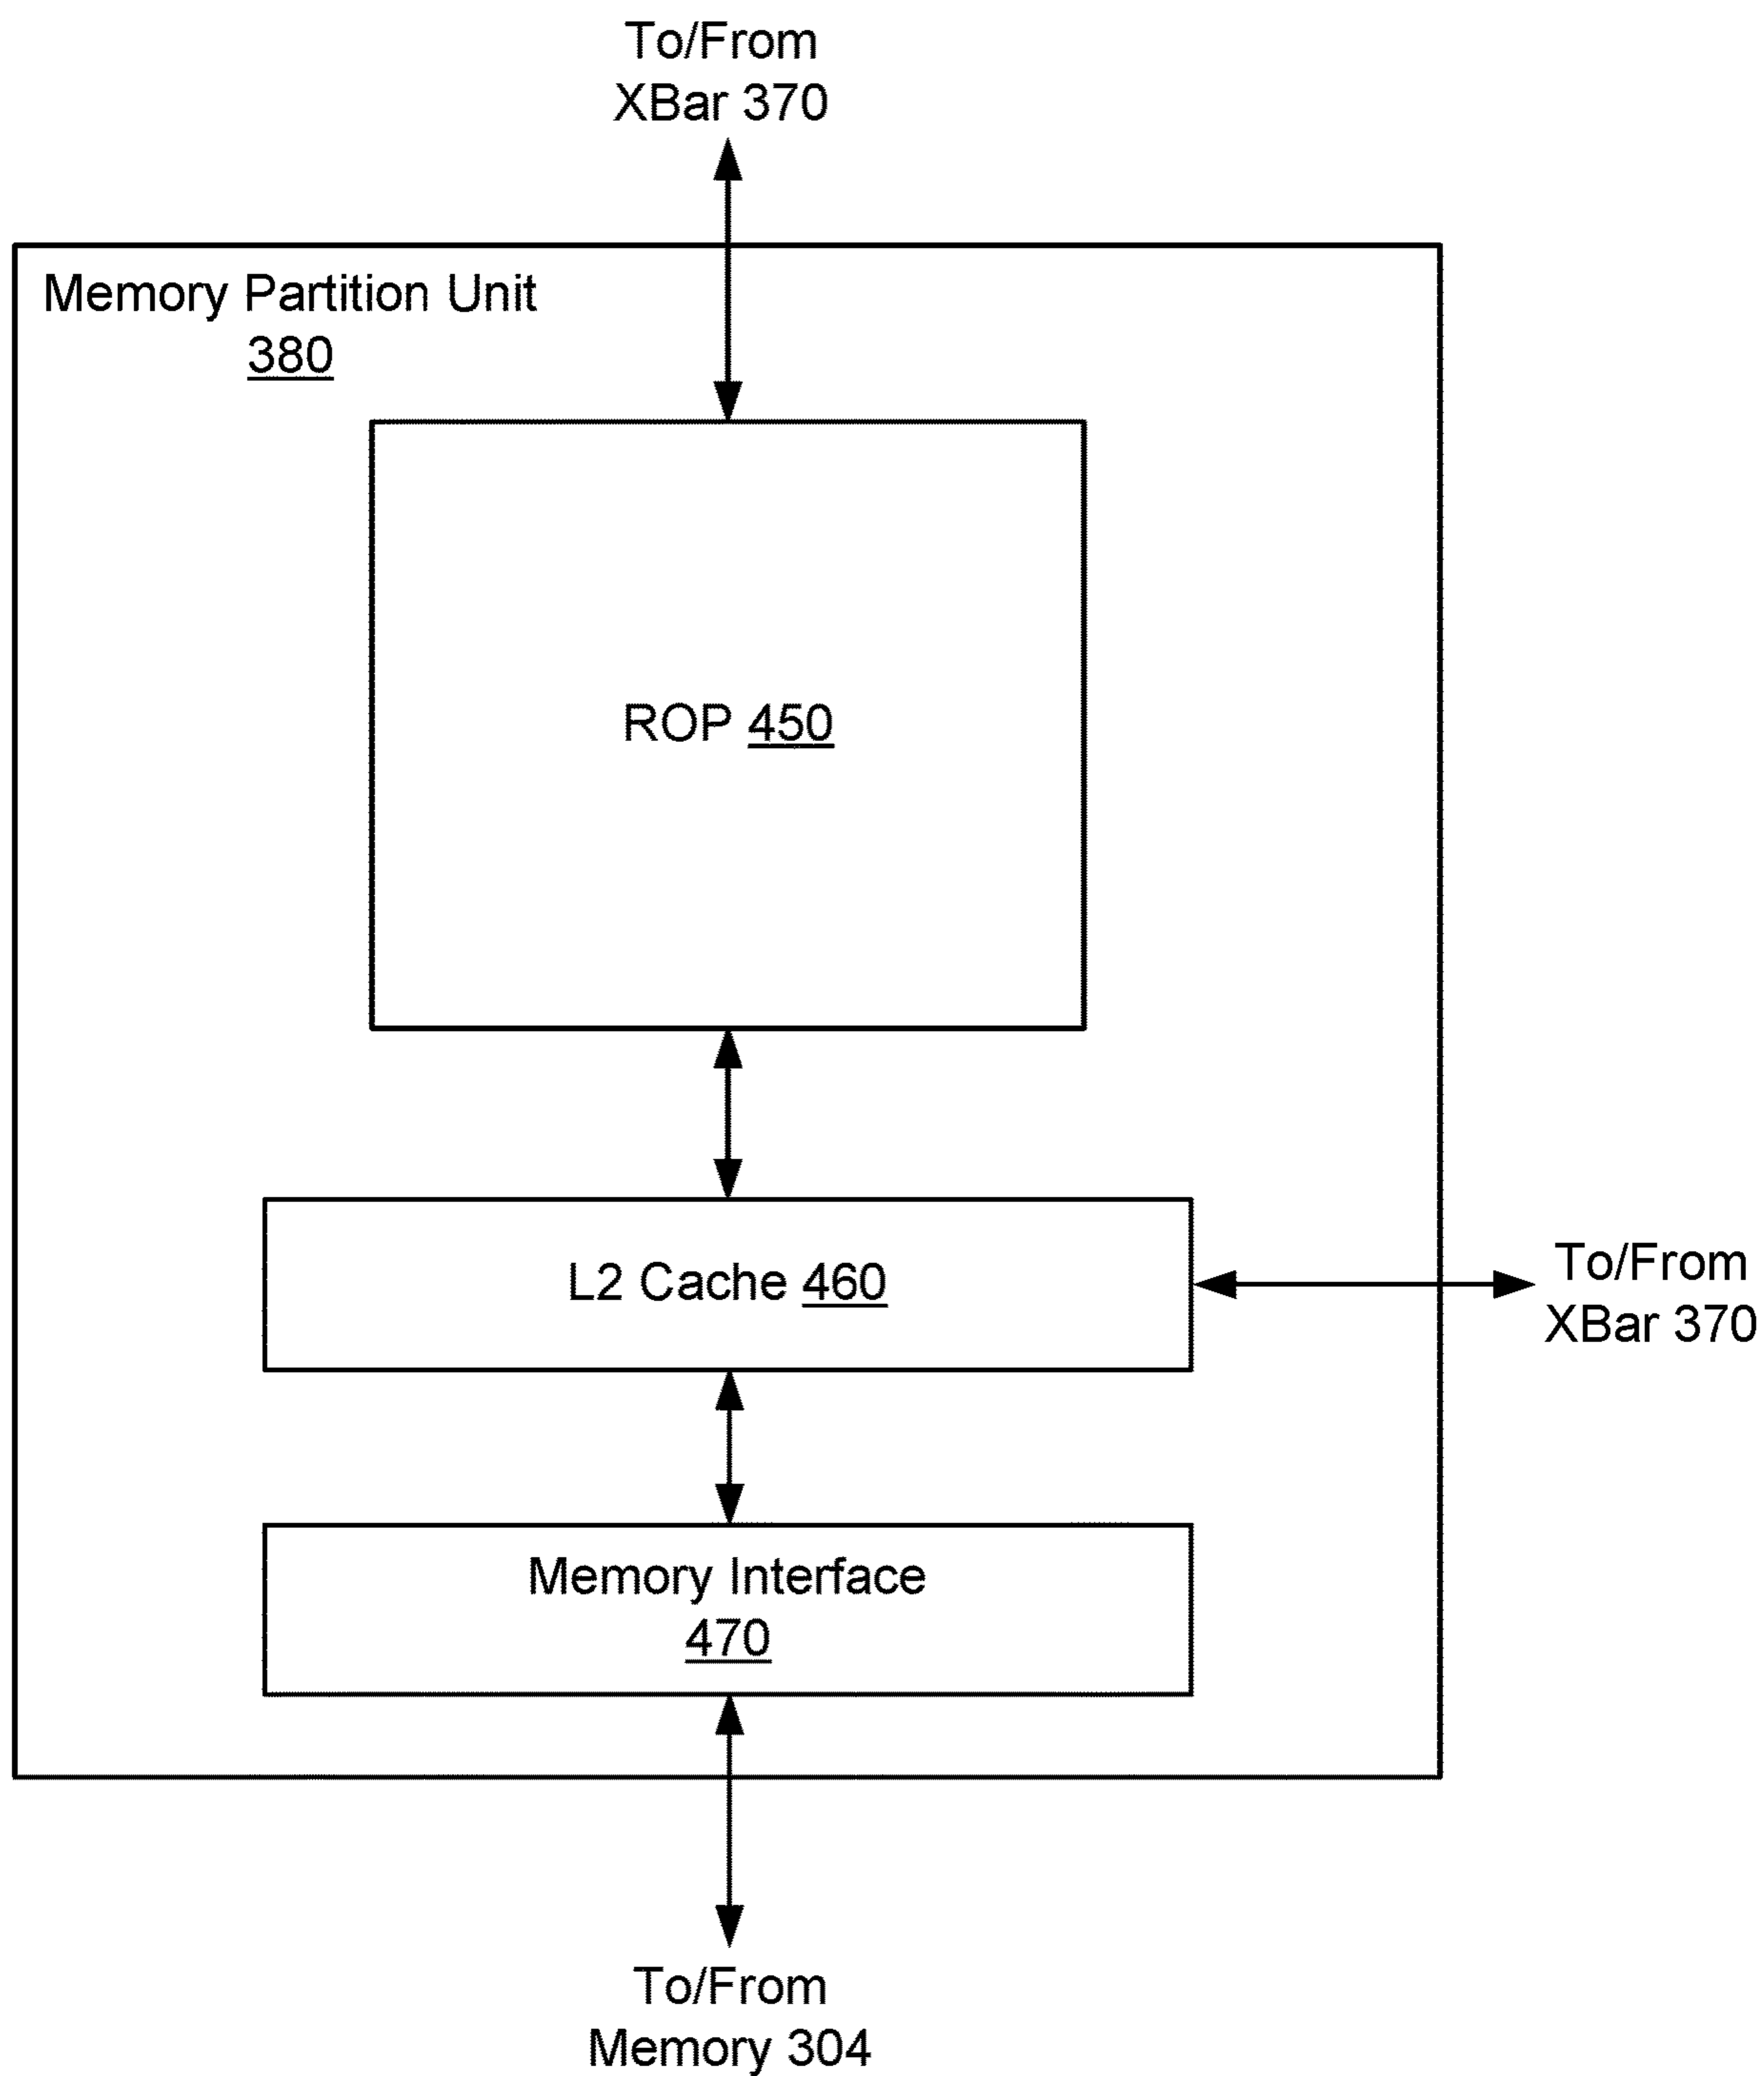 To/From
XBar 370
Memory Partition Unit
380
ROP 450
L2 Cache 460
To/From
XBar 370
Memory Interface
470
To/From
Memory 304